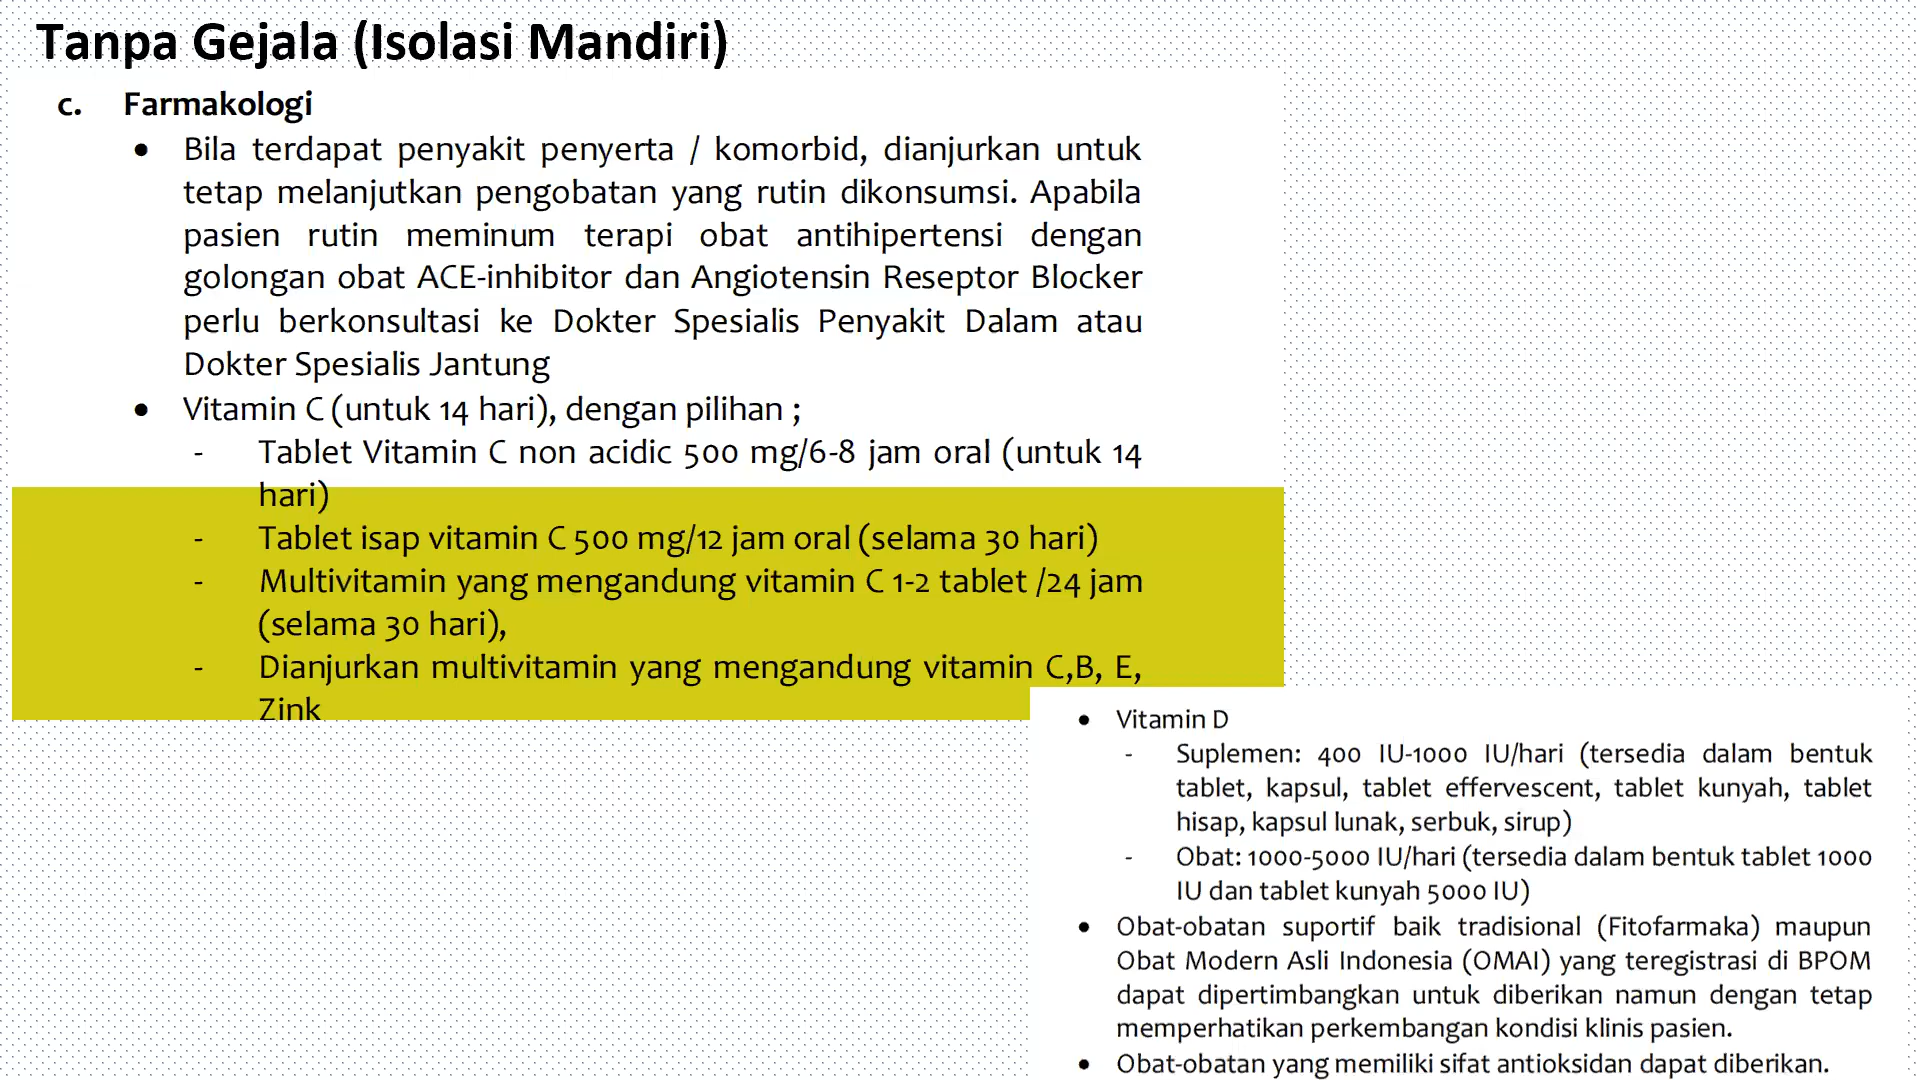 Tanpa Gejala (Isolasi Mandiri)
c. Farmakologi
• Bila terdapat penyakit penyerta / komorbid, dianjurkan untuk
tetap melanjutkan pengobatan yang rutin dikonsumsi. Apabila
pasien rutin meminum terapi obat antihipertensi dengan
golongan obat ACE-inhibitor dan Angiotensin Reseptor Blocker
perlu berkonsultasi ke Dokter Spesialis Penyakit Dalam atau
Dokter Spesialis Jantung
• Vitamin C (untuk 14 hari), dengan pilihan ;
- Tablet Vitamin C non acidic 500 mg/6-8 jam oral (untuk 14
hari)
- Tablet isap vitamin C 500 mg/12 jam oral (selama 30 hari)
- Multivitamin yang mengandung vitamin C 1-2 tablet /24 jam
(selama 30 hari),
- Dianjurkan multivitamin yang mengandung vitamin C,B, E,
Zink
• Vitamin D
- Suplemen: 400 IU-1000 IU/hari (tersedia dalam bentuk
tablet, kapsul, tablet effervescent, tablet kunyah, tablet
hisap, kapsul lunak, serbuk, sirup)
- Obat: 1000-5000 IU/hari (tersedia dalam bentuk tablet 1000
IU dan tablet kunyah 5000 IU)
• Obat-obatan suportif baik tradisional (Fitofarmaka) maupun
Obat Modern Asli Indonesia (OMAI) yang teregistrasi di BPOM
dapat dipertimbangkan untuk diberikan namun dengan tetap
memperhatikan perkembangan kondisi klinis pasien.
• Obat-obatan yang memiliki sifat antioksidan dapat diberikan.